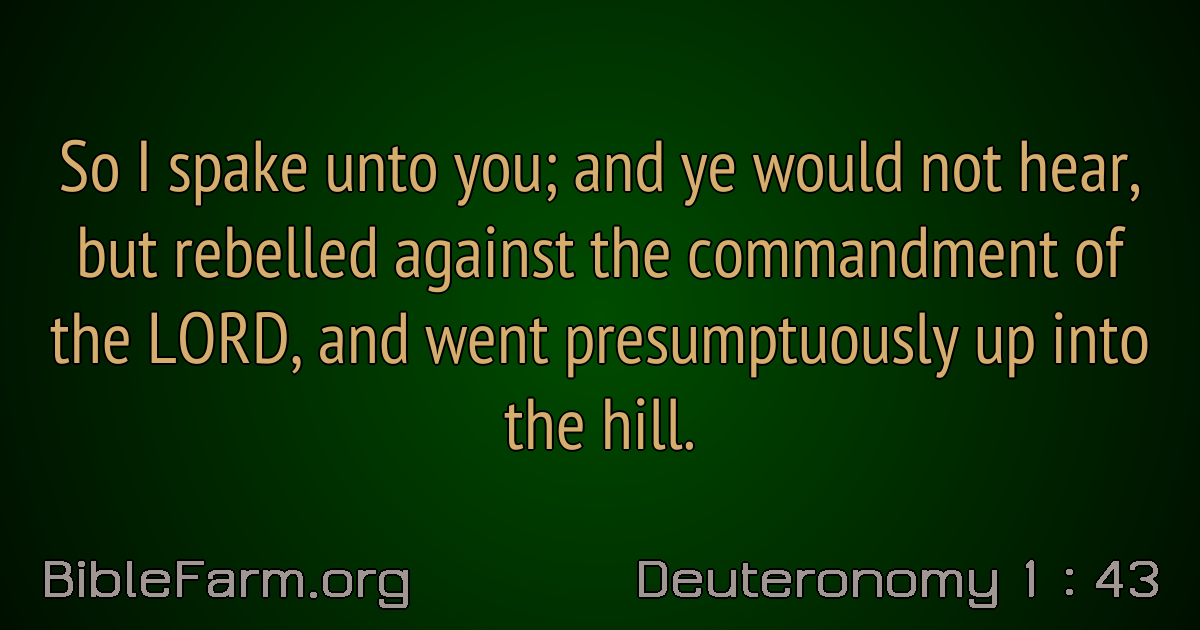 So I spake unto you; and ye would not hear,
but rebelled against the commandment of
the LORD, and went presumptuously up into
the hill.
BibleFarm.org
Deuteronomy 1 : 43